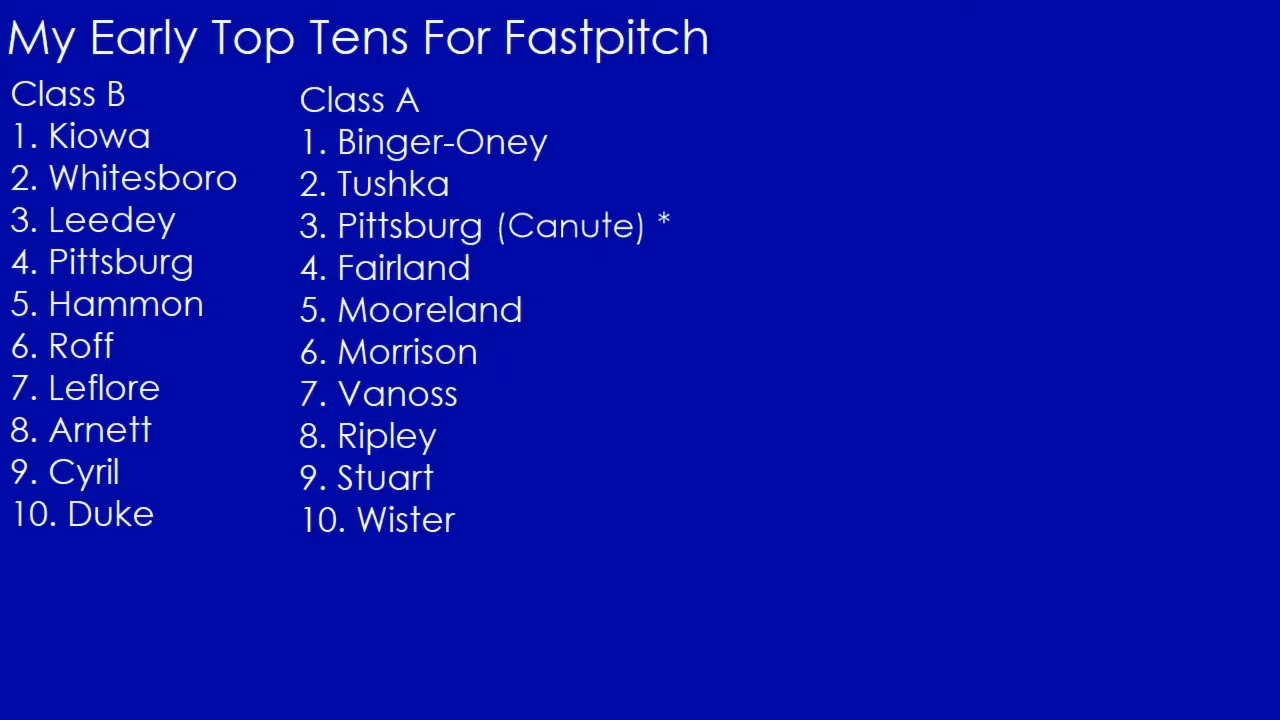 My Early Top Tens For Fastpitch
Class B
1. Kiowa
2. Whitesboro
3. Leedey
4. Pittsburg
5. Hammon
6. Roff
7. Leflore
8. Arnett
9. Cyril
10. Duke
Class A
1. Binger-Oney
2. Tushka
3. Pittsburg (Canute) *
4. Fairland
5. Mooreland
6. Morrison
7. Vanoss
8. Ripley
9. Stuart
10. Wister